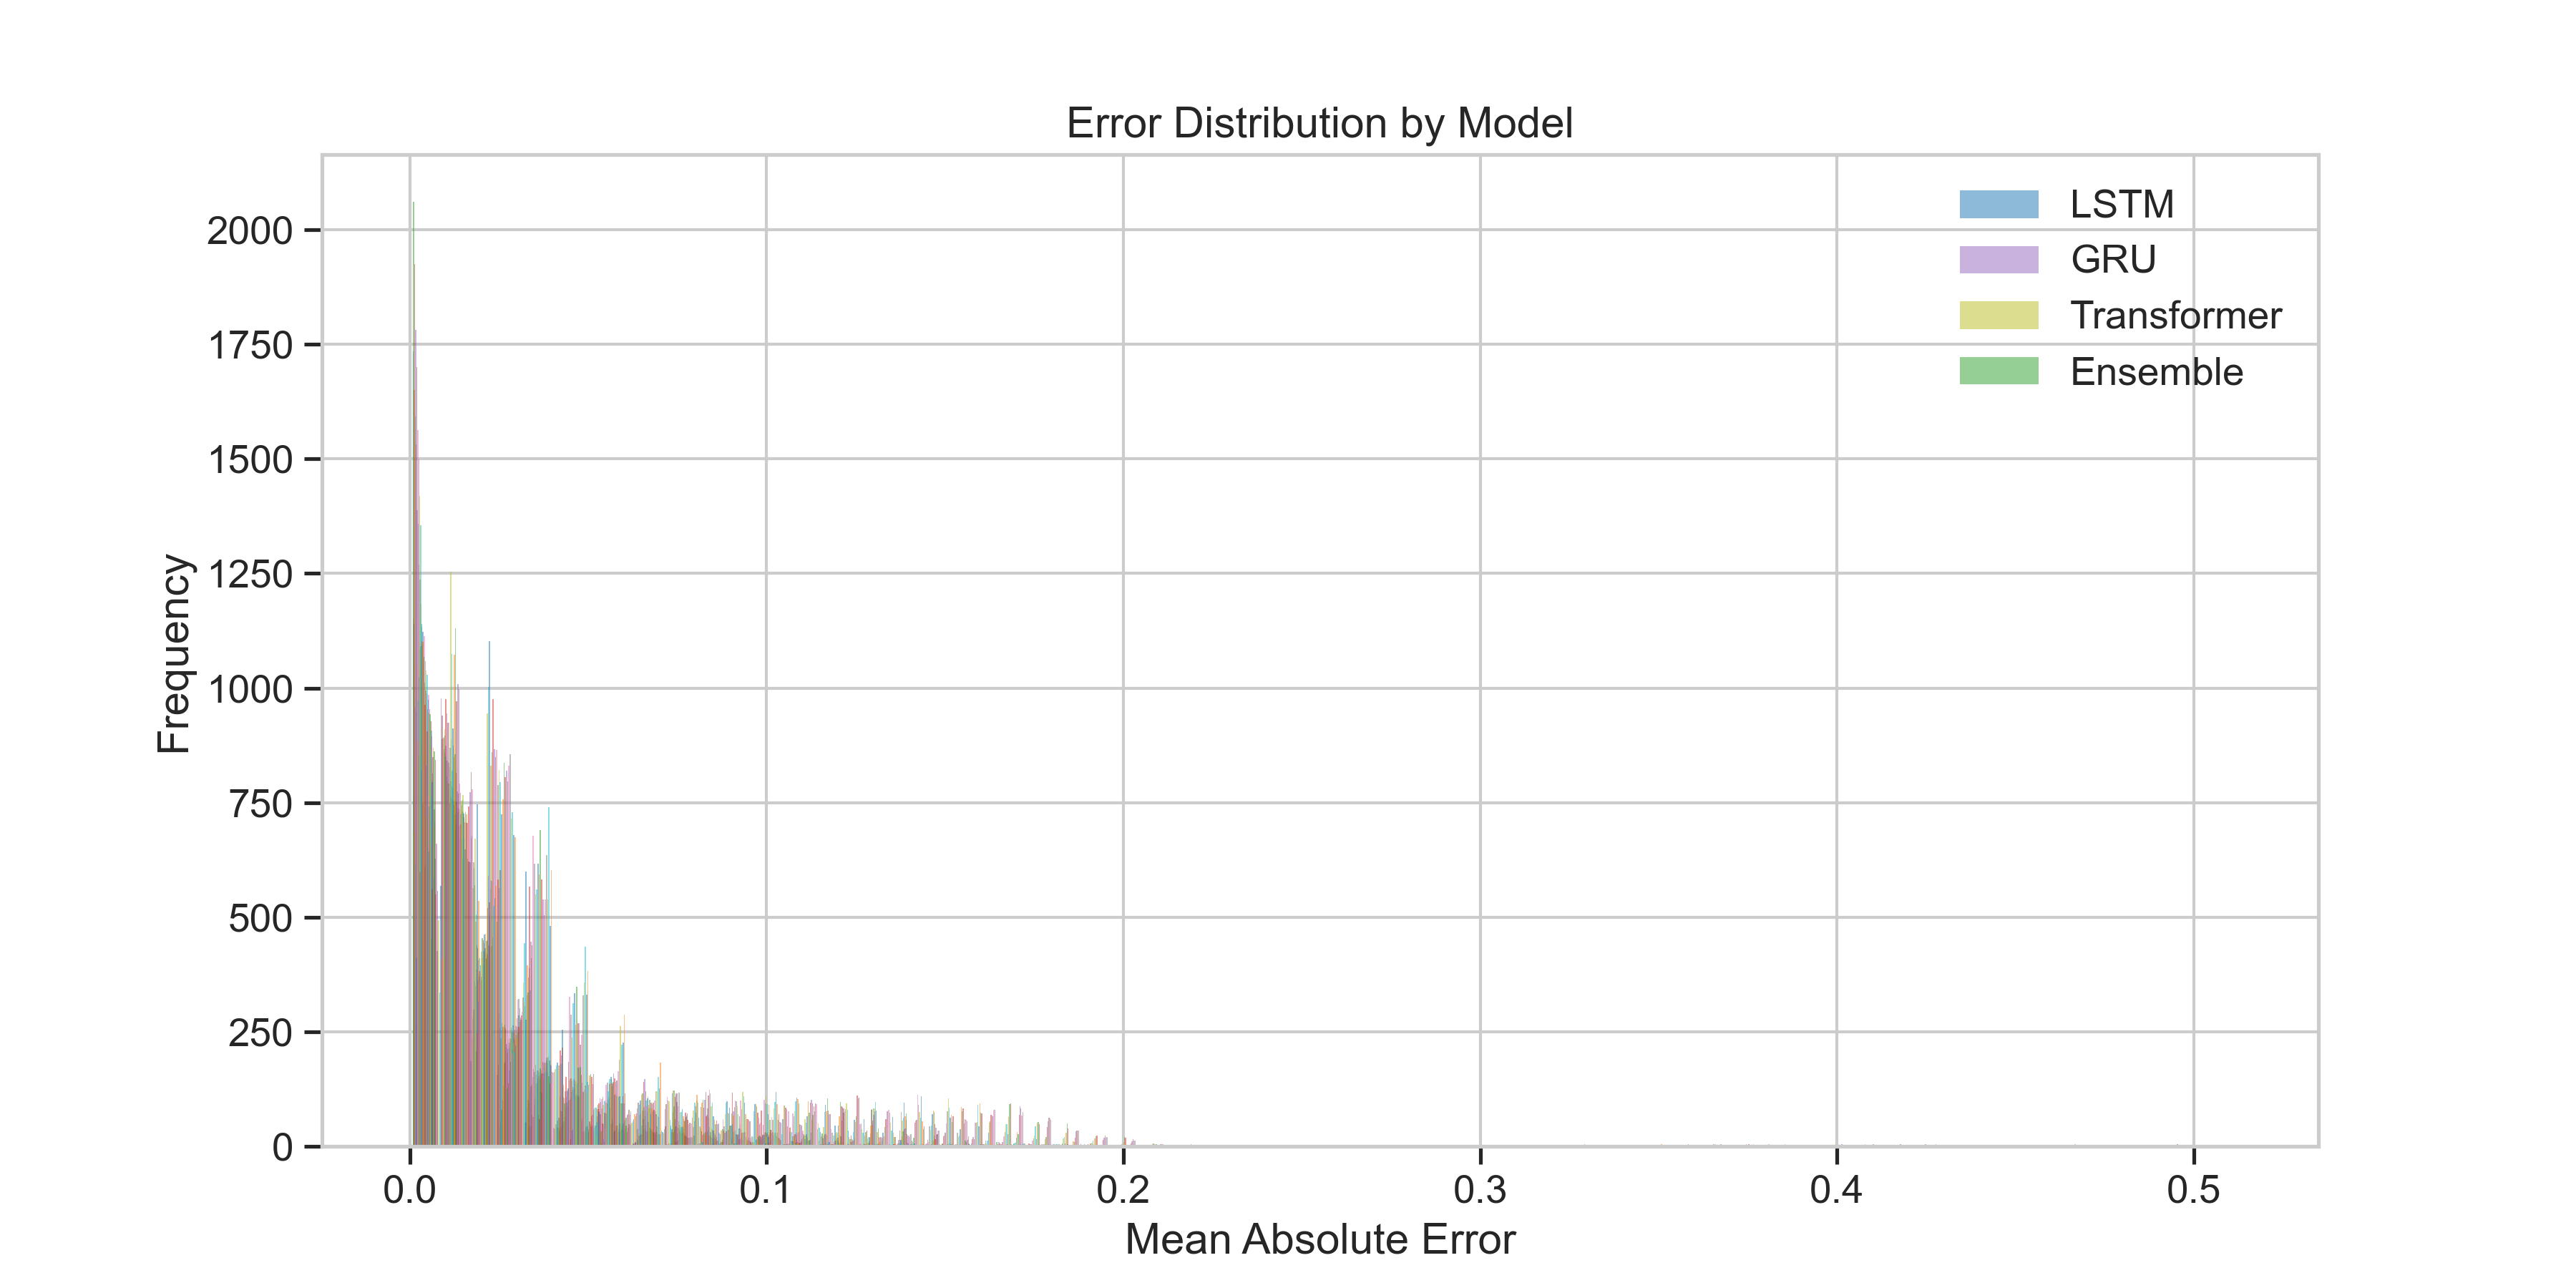 Error Distribution by Model
LSTM
GRU
Transformer
Ensemble
Frequency
2000
1750
1500
1250
1000
750
500
250
0
0.0 0.1 0.2 0.3 0.4 0.5
Mean Absolute Error